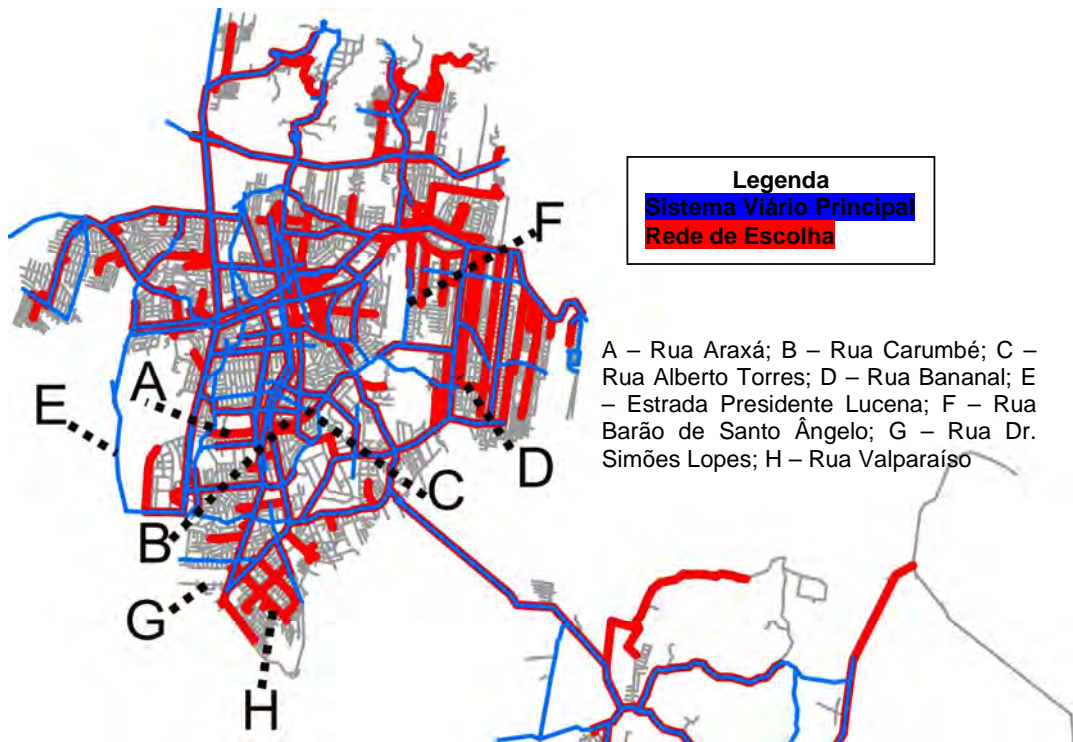 F
Legenda
Sistema Viário Principal
Rede de Escolha
A – Rua Araxá; B – Rua Carumbé; C –
Rua Alberto Torres; D – Rua Bananal; E
– Estrada Presidente Lucena; F – Rua
Barão de Santo Ângelo; G – Rua Dr.
Simões Lopes; H – Rua Valparaíso
A
E
D
C
B
G
H